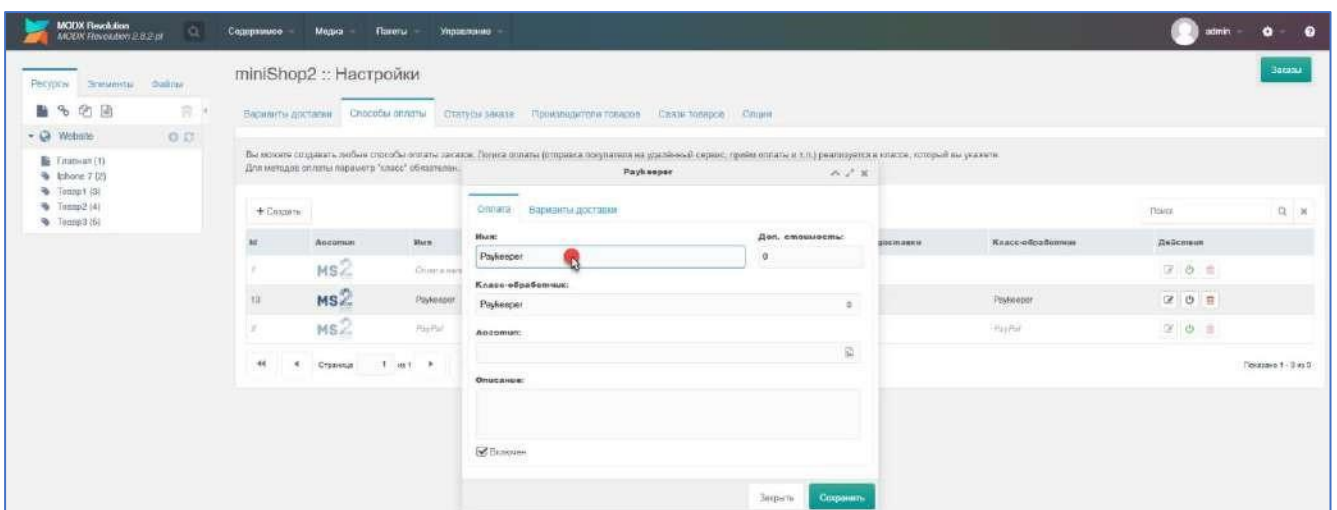 MODX Revolution
MODX Revolution 2.8.2-pl
Содержимое
Медиа
Пакеты
Управление
admin
Ресурсы
Элементы
Файлы
miniShop2 :: Настройки
Заказы
Варианты доставки
Способы оплаты
Статусы заказа
Производители товаров
Связи товаров
Опции
Website
Главная (1)
Iphone 7 (2)
Товар1 (3)
Товар2 (4)
Товар3 (5)
Вы можете создавать любые способы оплаты заказов. Логика оплаты (отправка покупателя на удалённый сервис, приём оплаты и т.п.) реализуется в классе, который вы укажете.
Для методов оплаты параметр "класс" обязателен.
Paykeeper
Оплата
Варианты доставки
+ Создать
Поиск
Id
Логотип
Имя
доставки
Класс-обработчик
Действия
MS2
Оплата
13
MS2
Paykeeper
Paykeeper
MS2
PayPal
PayPal
Страница 1 из 1
Показано 1 - 3 из 3
Имя:
Доп. стоимость:
Paykeeper
0
Класс-обработчик:
Paykeeper
Логотип:
Описание:
Включен
Закрыть
Сохранить